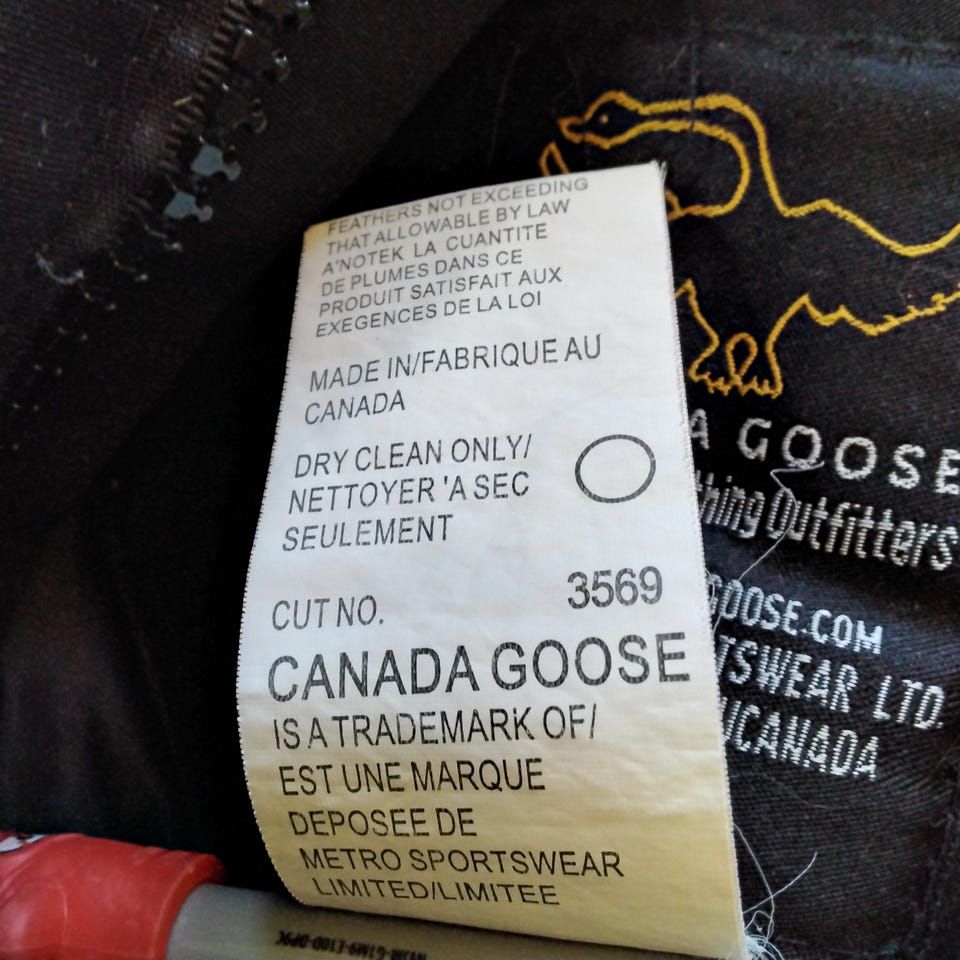 FEATHERS NOT EXCEEDING
THAT ALLOWABLE BY LAW
A'NOTEK LA CUANTITE
DE PLUMES DANS CE
PRODUIT SATISFAIT AUX
EXEGENCES DE LA LOI
MADE IN/FABRIQUE AU
CANADA
DRY CLEAN ONLY/
NETTOYER 'A SEC
SEULEMENT
CUT NO. 3569
CANADA GOOSE
IS A TRADEMARK OF/
EST UNE MARQUE
DEPOSEE DE
METRO SPORTSWEAR
LIMITED/LIMITEE
A GOOSE
thing Outfitters
GOOSE.COM
TSWEAR LTD.
CANADA